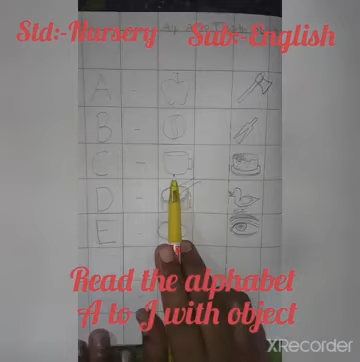 Std:-Nursery Sub:-English
A -
B -
C -
D -
E
Read the alphabet
A to J with object
XRecorder